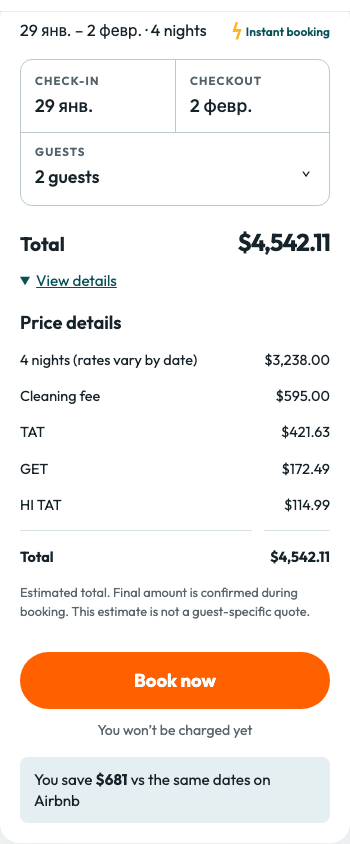 29 янв. – 2 февр. · 4 nights
Instant booking
CHECK-IN
29 янв.
CHECKOUT
2 февр.
GUESTS
2 guests
Total
$4,542.11
▼ View details
Price details
4 nights (rates vary by date) $3,238.00
Cleaning fee $595.00
TAT $421.63
GET $172.49
HI TAT $114.99
Total $4,542.11
Estimated total. Final amount is confirmed during
booking. This estimate is not a guest-specific quote.
Book now
You won’t be charged yet
You save $681 vs the same dates on
Airbnb